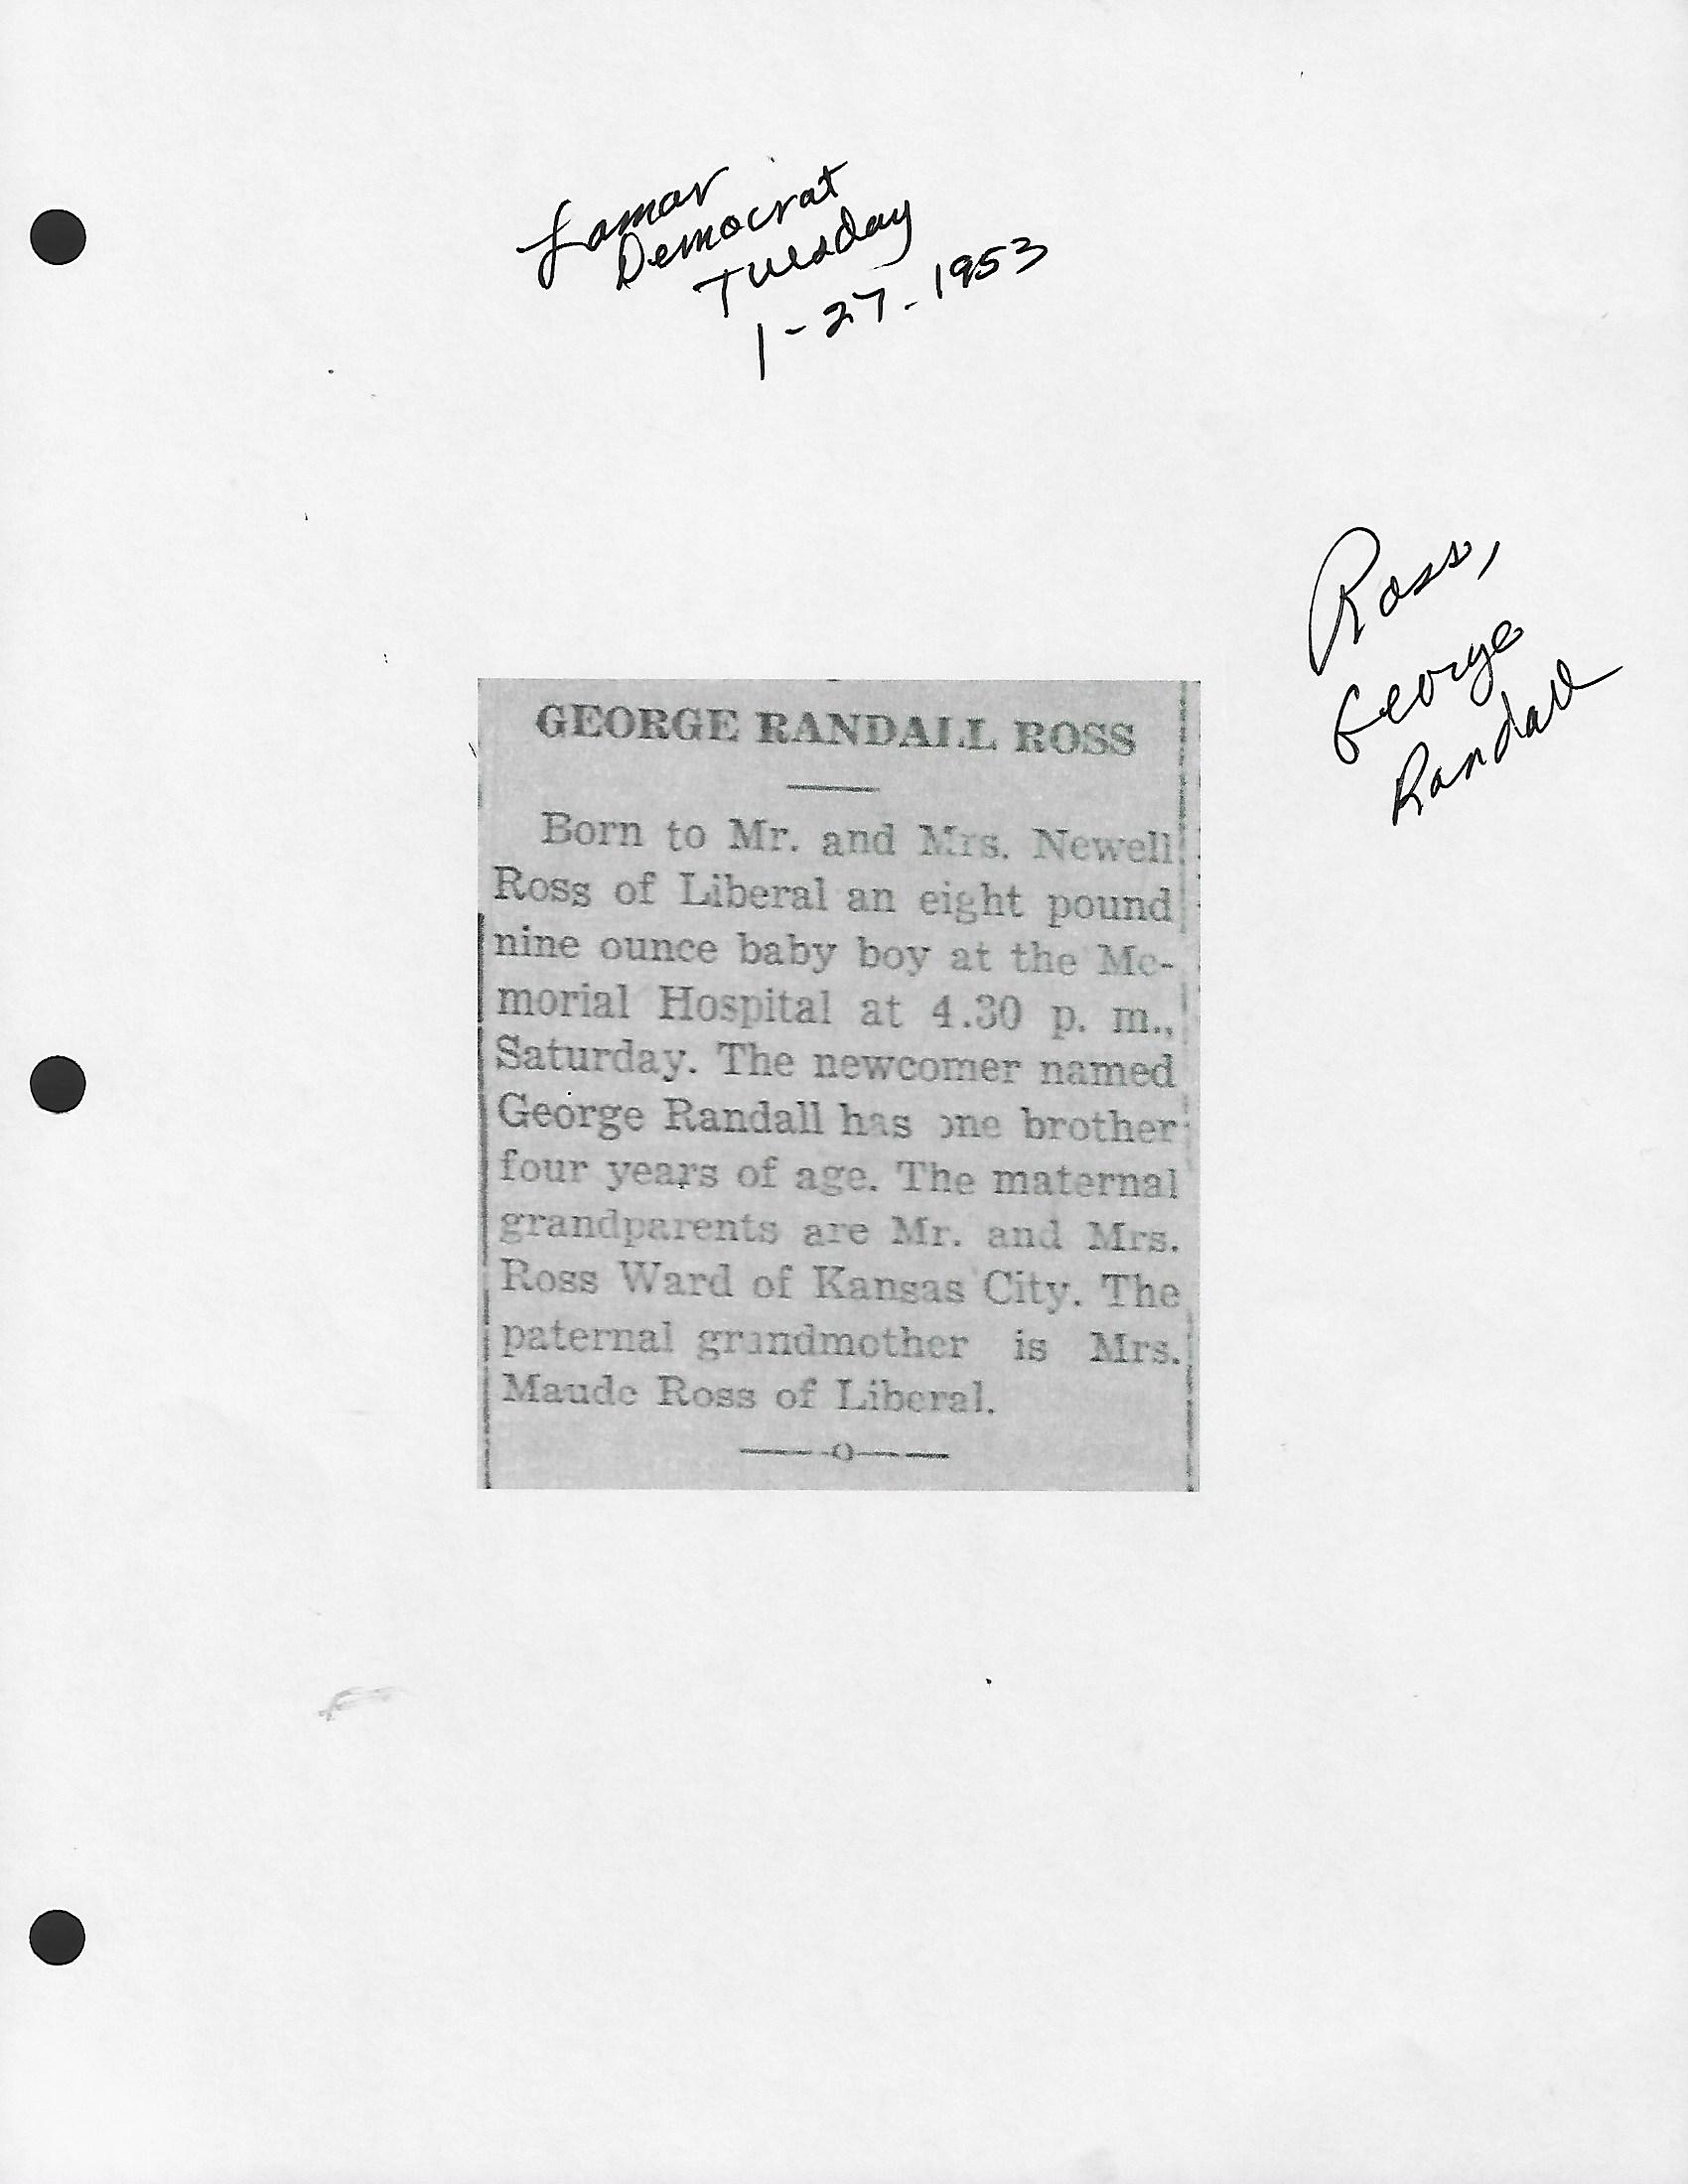 Lamar
Democrat
Tuesday
1-27-1953
Ross,
George
Randall
GEORGE RANDALL ROSS
Born to Mr. and Mrs. Newell
Ross of Liberal an eight pound
nine ounce baby boy at the Me-
morial Hospital at 4.30 p. m.,
Saturday. The newcomer named
George Randall has one brother
four years of age. The maternal
grandparents are Mr. and Mrs.
Ross Ward of Kansas City. The
paternal grandmother is Mrs.
Maude Ross of Liberal.